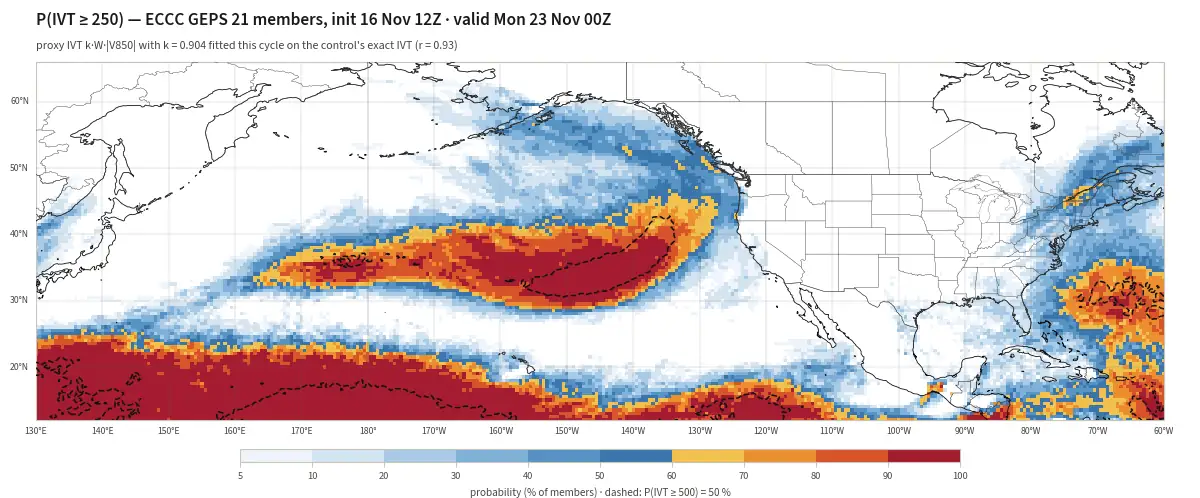 P(IVT ≥ 250) — ECCC GEPS 21 members, init 16 Nov 12Z · valid Mon 23 Nov 00Z
proxy IVT k·W·|V850| with k = 0.904 fitted this cycle on the control's exact IVT (r = 0.93)
60°N
50°N
40°N
30°N
20°N
130°E 140°E 150°E 160°E 170°E 180° 170°W 160°W 150°W 140°W 130°W 120°W 110°W 100°W 90°W 80°W 70°W 60°W
5 10 20 30 40 50 60 70 80 90 100
probability (% of members) · dashed: P(IVT ≥ 500) = 50 %